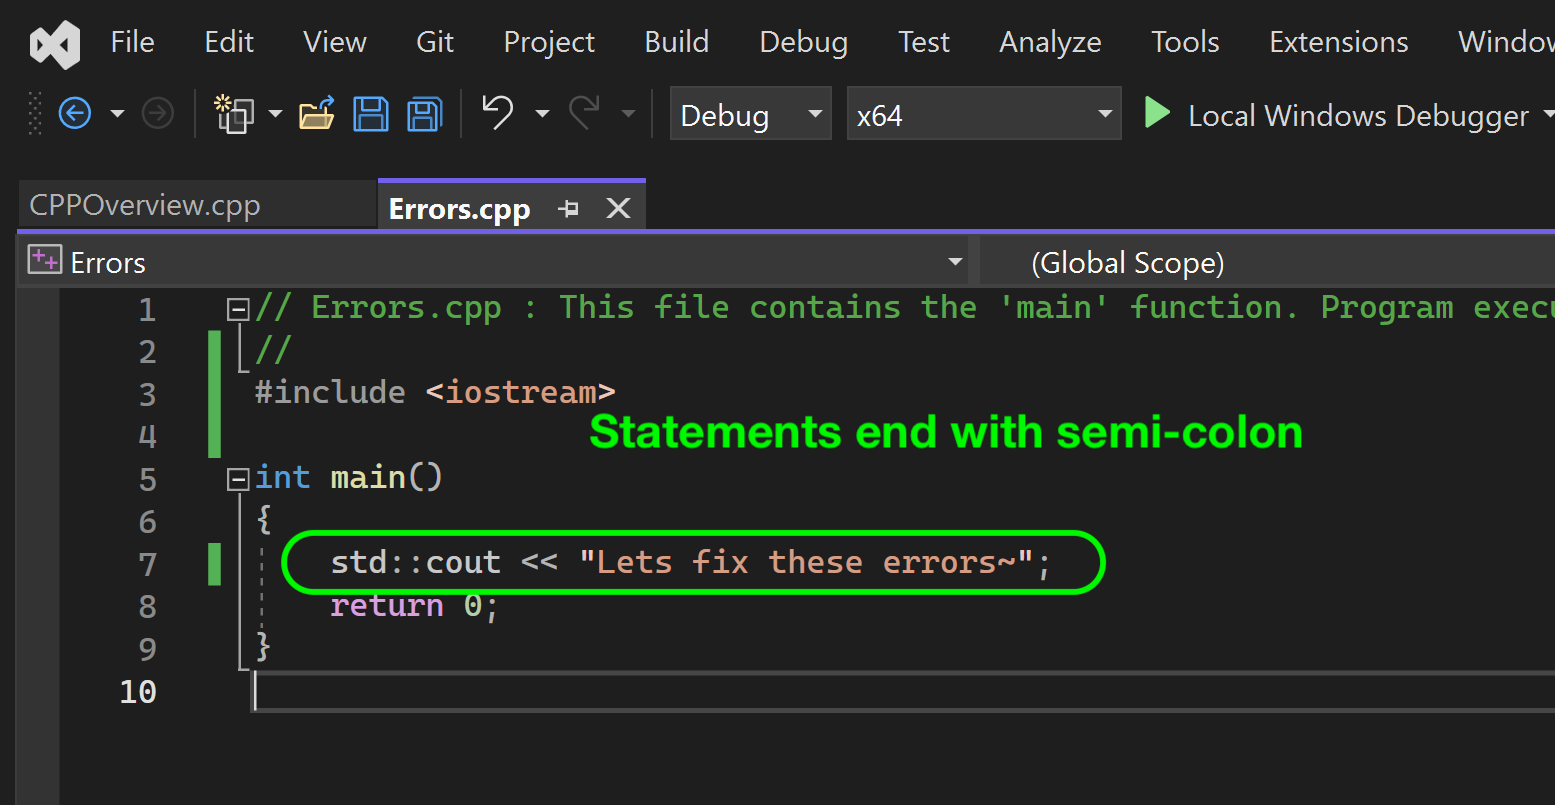 File Edit View Git Project Build Debug Test Analyze Tools Extensions Window
Debug x64 Local Windows Debugger
CPPOverview.cpp Errors.cpp
Errors (Global Scope)
1 // Errors.cpp : This file contains the 'main' function. Program execu
2 //
3 #include <iostream>
4
Statements end with semi-colon
5 int main()
6 {
7 std::cout << "Lets fix these errors~";
8 return 0;
9 }
10